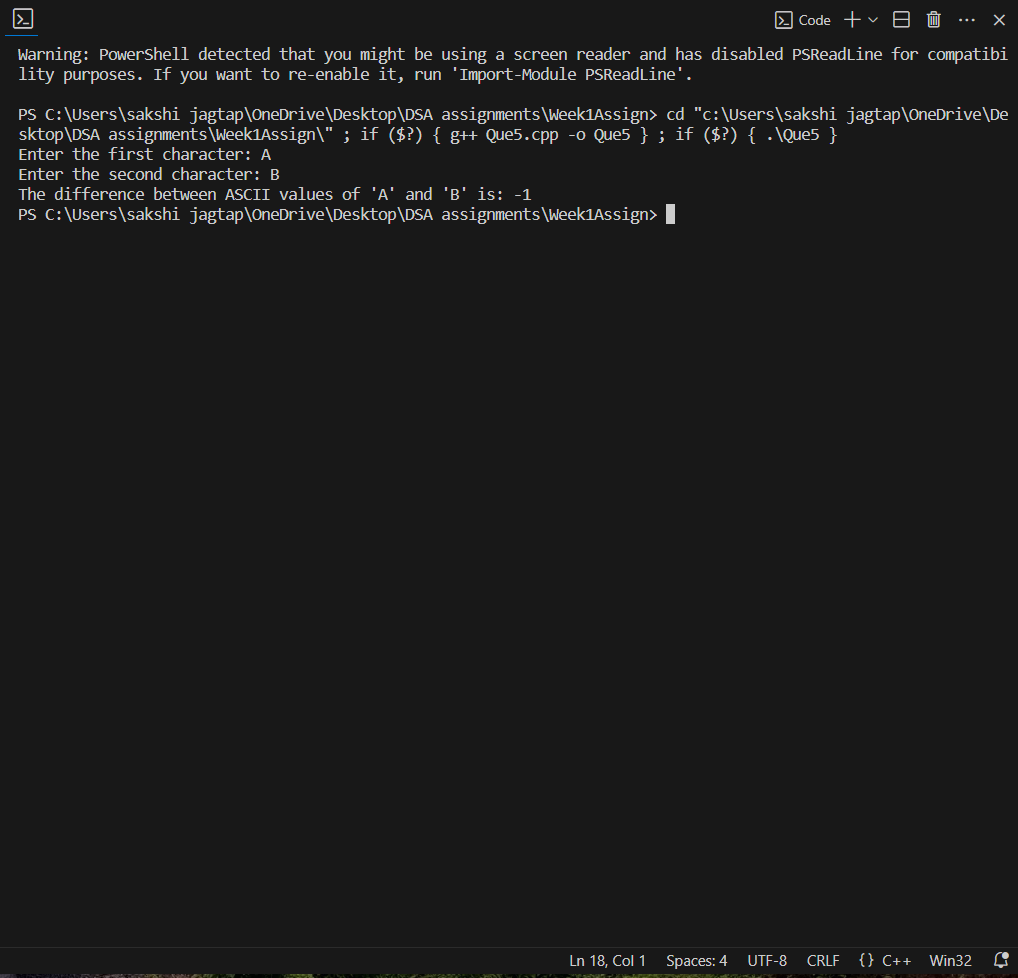 Code
Warning: PowerShell detected that you might be using a screen reader and has disabled PSReadLine for compatibi
lity purposes. If you want to re-enable it, run 'Import-Module PSReadLine'.
PS C:\Users\sakshi jagtap\OneDrive\Desktop\DSA assignments\Week1Assign> cd "c:\Users\sakshi jagtap\OneDrive\De
sktop\DSA assignments\Week1Assign\" ; if ($?) { g++ Que5.cpp -o Que5 } ; if ($?) { .\Que5 }
Enter the first character: A
Enter the second character: B
The difference between ASCII values of 'A' and 'B' is: -1
PS C:\Users\sakshi jagtap\OneDrive\Desktop\DSA assignments\Week1Assign>
Ln 18, Col 1 Spaces: 4 UTF-8 CRLF {} C++ Win32